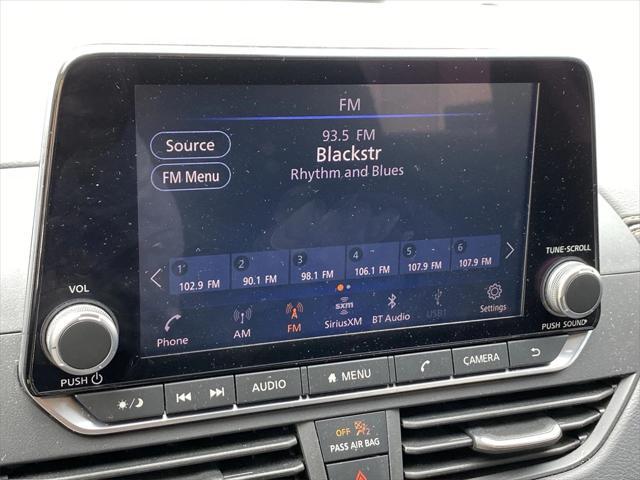 FM
93.5 FM
Source
Blackstr
FM Menu
Rhythm and Blues
1 2 3 4 5 6
102.9 FM 90.1 FM 98.1 FM 106.1 FM 107.9 FM 107.9 FM
Phone AM FM SiriusXM BT Audio USB1 Settings
sxm
VOL
PUSH
TUNE·SCROLL
PUSH SOUND
AUDIO MENU CAMERA
OFF 2
PASS AIR BAG